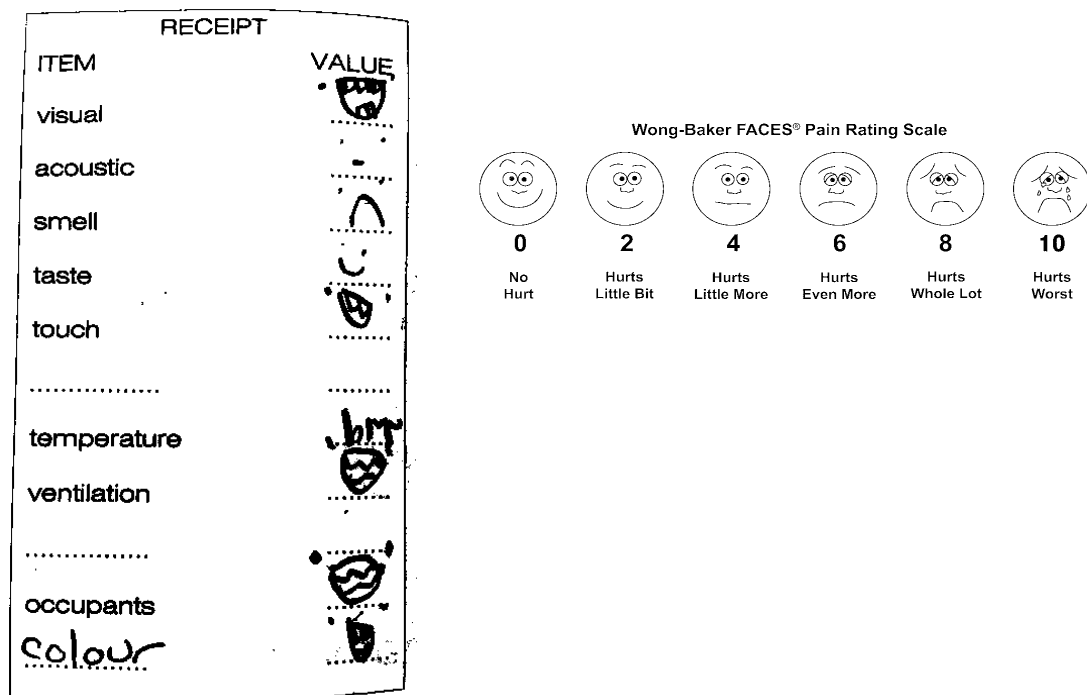 RECEIPT
ITEM VALUE
visual
acoustic
smell
taste
touch
temperature brr
ventilation
occupants
colour
Wong-Baker FACES® Pain Rating Scale
0 2 4 6 8 10
No Hurt Hurts Little Bit Hurts Little More Hurts Even More Hurts Whole Lot Hurts Worst